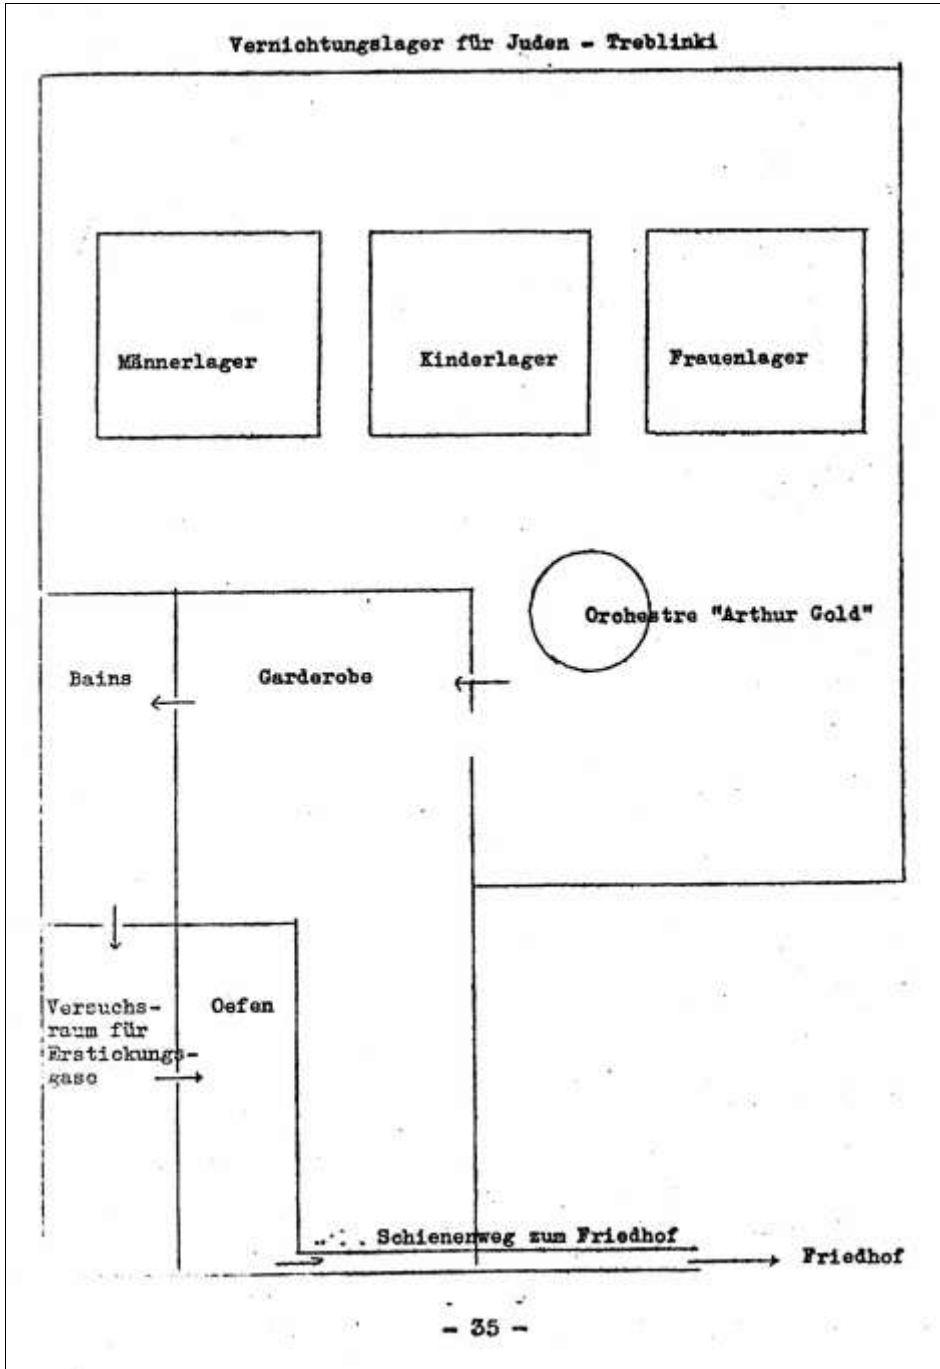 Vernichtungslager für Juden - Treblinki
Männerlager
Kinderlager
Frauenlager
Orchestre "Arthur Gold"
Bains
Garderobe
Versuchs-
raum für
Erstickungs-
gase
Oefen
Schienenweg zum Friedhof
Friedhof
- 35 -